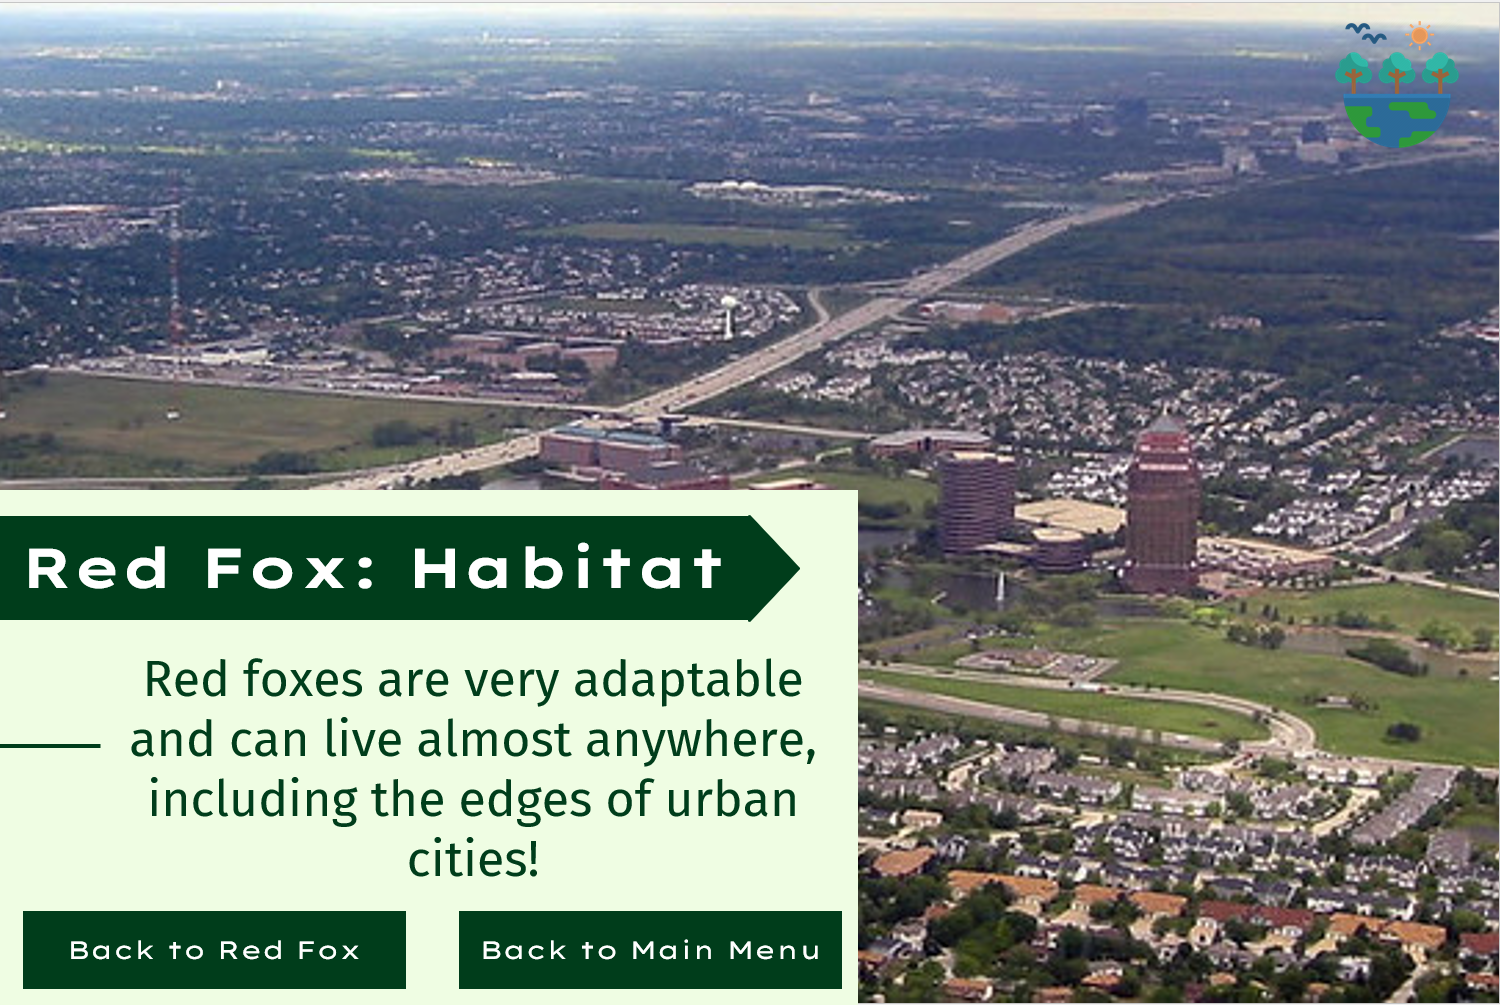 Red Fox: Habitat
Red foxes are very adaptable
and can live almost anywhere,
including the edges of urban
cities!
Back to Red Fox
Back to Main Menu